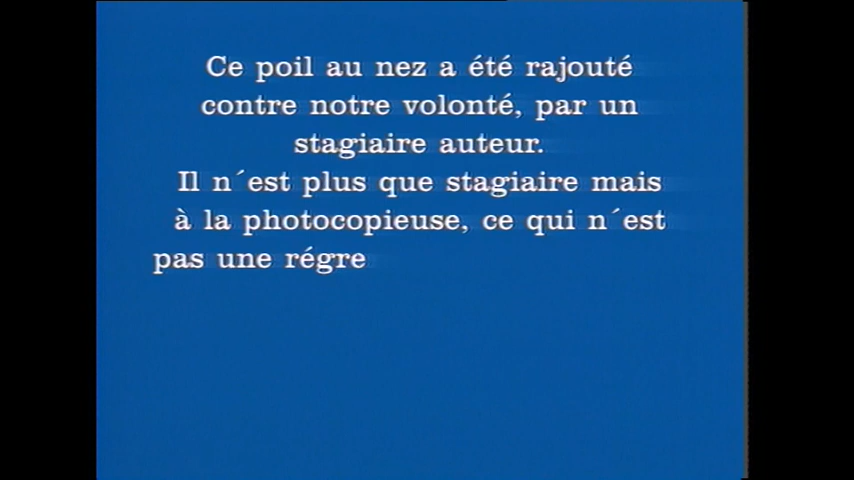 Ce poil au nez a été rajouté
contre notre volonté, par un
stagiaire auteur.
Il n´est plus que stagiaire mais
à la photocopieuse, ce qui n´est
pas une régre